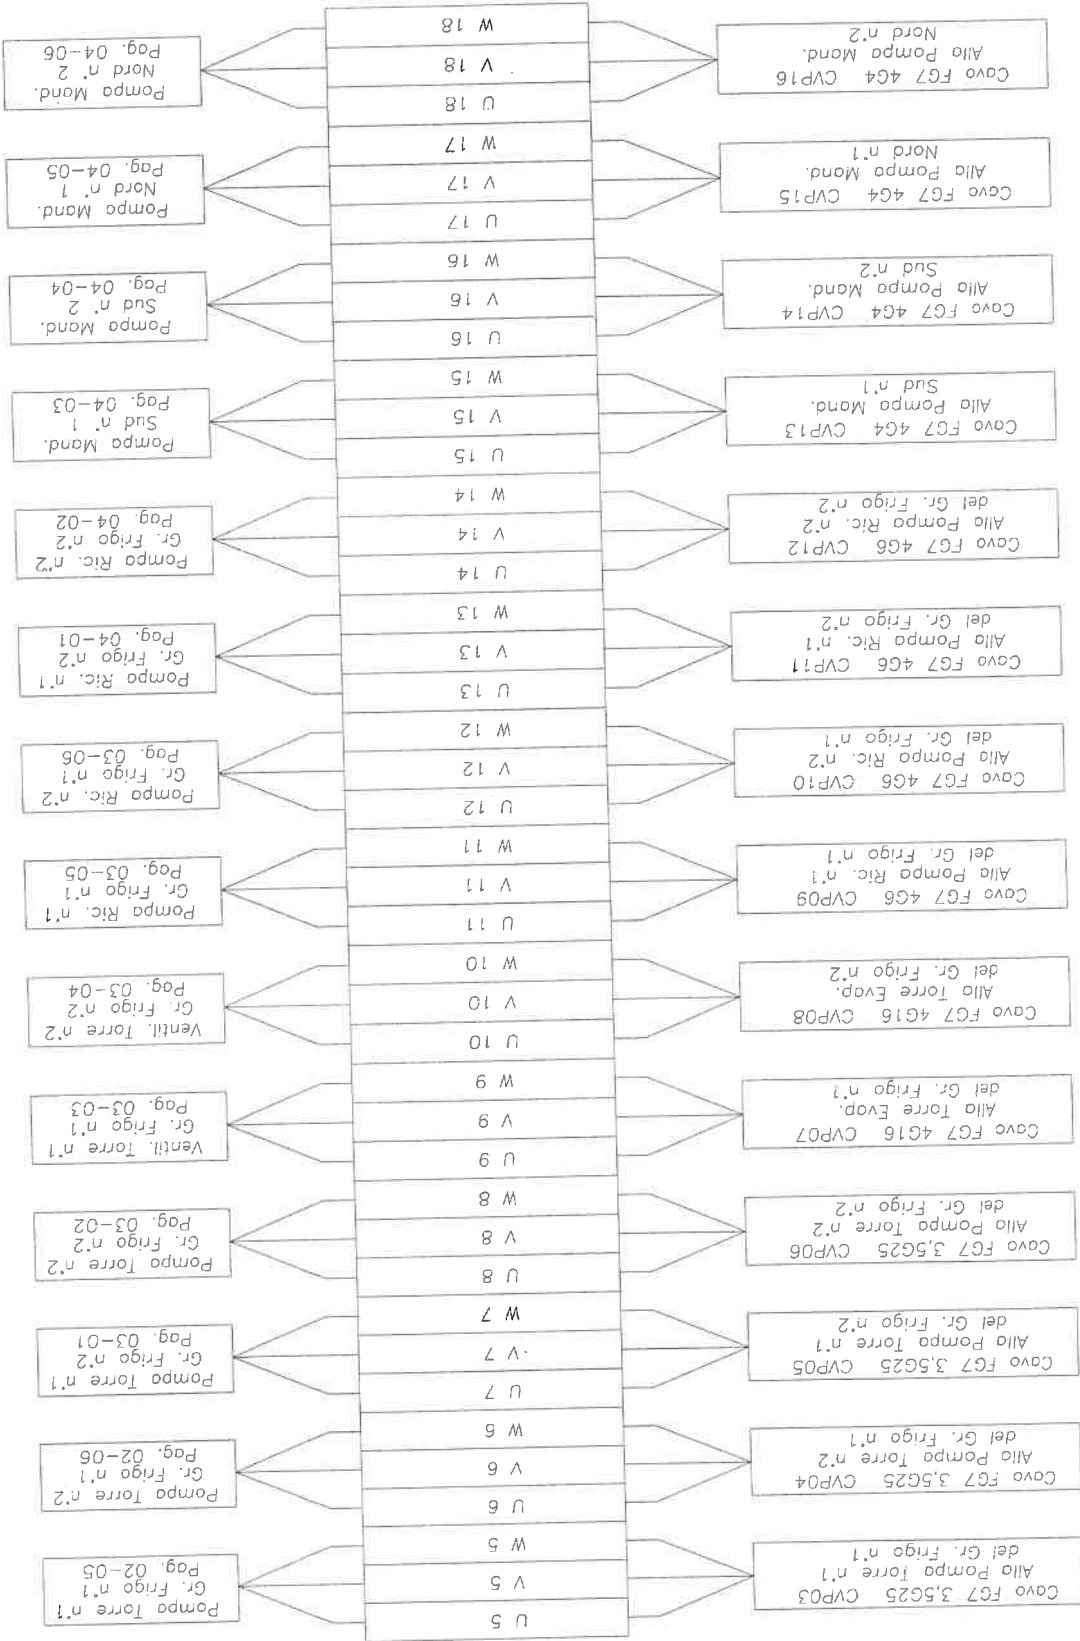 Cavo FG7 3,5G25 CVP03
Alla Pompa Torre n°1
del Gr. Frigo n°1
U 5
V 5
W 5
Pompa Torre n°1
Gr. Frigo n°1
Pag. 02-05
Cavo FG7 3,5G25 CVP04
Alla Pompa Torre n°2
del Gr. Frigo n°1
U 6
V 6
W 6
Pompa Torre n°2
Gr. Frigo n°1
Pag. 02-06
Cavo FG7 3,5G25 CVP05
Alla Pompa Torre n°1
del Gr. Frigo n°2
U 7
V 7
W 7
Pompa Torre n°1
Gr. Frigo n°2
Pag. 03-01
Cavo FG7 3,5G25 CVP06
Alla Pompa Torre n°2
del Gr. Frigo n°2
U 8
V 8
W 8
Pompa Torre n°2
Gr. Frigo n°2
Pag. 03-02
Cavo FG7 4G16 CVP07
Alla Torre Evap.
del Gr. Frigo n°1
U 9
V 9
W 9
Ventil. Torre n°1
Gr. Frigo n°1
Pag. 03-03
Cavo FG7 4G16 CVP08
Alla Torre Evap.
del Gr. Frigo n°2
U 10
V 10
W 10
Ventil. Torre n°2
Gr. Frigo n°2
Pag. 03-04
Cavo FG7 4G6 CVP09
Alla Pompa Ric. n°1
del Gr. Frigo n°1
U 11
V 11
W 11
Pompa Ric. n°1
Gr. Frigo n°1
Pag. 03-05
Cavo FG7 4G6 CVP10
Alla Pompa Ric. n°2
del Gr. Frigo n°1
U 12
V 12
W 12
Pompa Ric. n°2
Gr. Frigo n°1
Pag. 03-06
Cavo FG7 4G6 CVP11
Alla Pompa Ric. n°1
del Gr. Frigo n°2
U 13
V 13
W 13
Pompa Ric. n°1
Gr. Frigo n°2
Pag. 04-01
Cavo FG7 4G6 CVP12
Alla Pompa Ric. n°2
del Gr. Frigo n°2
U 14
V 14
W 14
Pompa Ric. n°2
Gr. Frigo n°2
Pag. 04-02
Cavo FG7 4G4 CVP13
Alla Pompa Mand.
Sud n°1
U 15
V 15
W 15
Pompa Mand.
Sud n° 1
Pag. 04-03
Cavo FG7 4G4 CVP14
Alla Pompa Mand.
Sud n°2
U 16
V 16
W 16
Pompa Mand.
Sud n° 2
Pag. 04-04
Cavo FG7 4G4 CVP15
Alla Pompa Mand.
Nord n°1
U 17
V 17
W 17
Pompa Mand.
Nord n° 1
Pag. 04-05
Cavo FG7 4G4 CVP16
Alla Pompa Mand.
Nord n°2
U 18
V 18
W 18
Pompa Mand.
Nord n° 2
Pag. 04-06